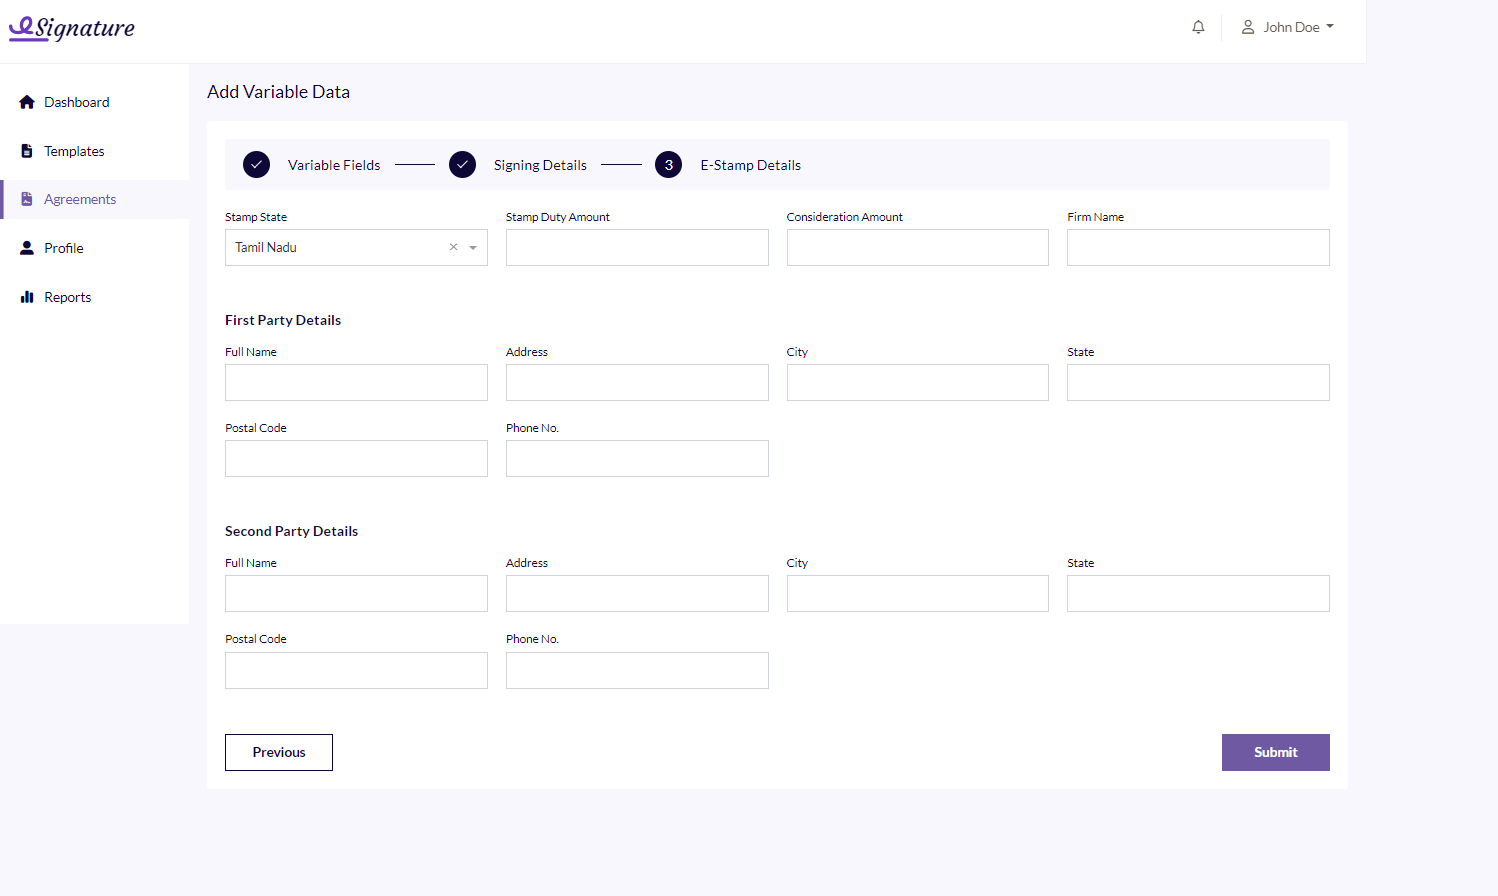 eSignature
John Doe
Dashboard
Templates
Agreements
Profile
Reports
Add Variable Data
Variable Fields
Signing Details
3 E-Stamp Details
Stamp State Stamp Duty Amount Consideration Amount Firm Name
Tamil Nadu ×
First Party Details
Full Name Address City State
Postal Code Phone No.
Second Party Details
Full Name Address City State
Postal Code Phone No.
Previous Submit